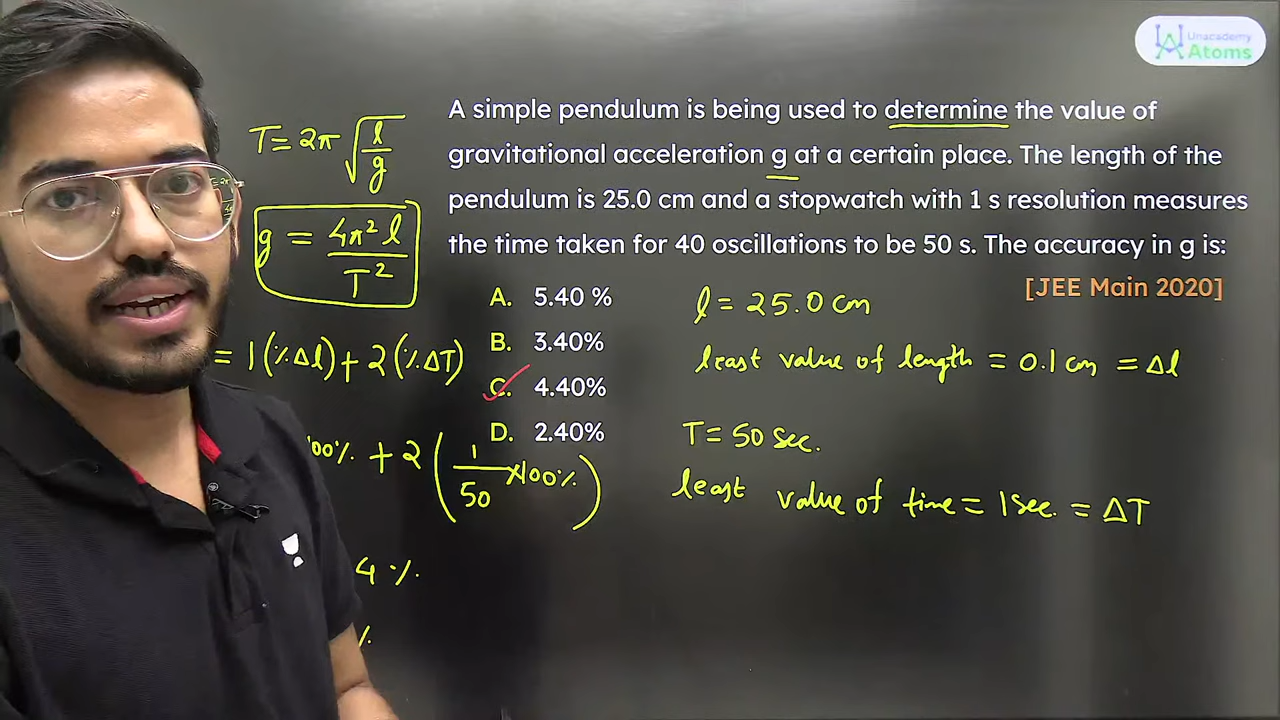 Unacademy
Atoms
A simple pendulum is being used to determine the value of
gravitational acceleration g at a certain place. The length of the
pendulum is 25.0 cm and a stopwatch with 1 s resolution measures
the time taken for 40 oscillations to be 50 s. The accuracy in g is:
[JEE Main 2020]
A. 5.40 %
B. 3.40%
C. 4.40%
D. 2.40%
T = 2π √(l/g)
g = 4π² l / T²
= 1 (% Δl) + 2 (% ΔT)
00% + 2 ( 1/50 × 100% )
4 %
%
l = 25.0 cm
least value of length = 0.1 cm = Δl
T = 50 sec.
least value of time = 1 sec. = ΔT